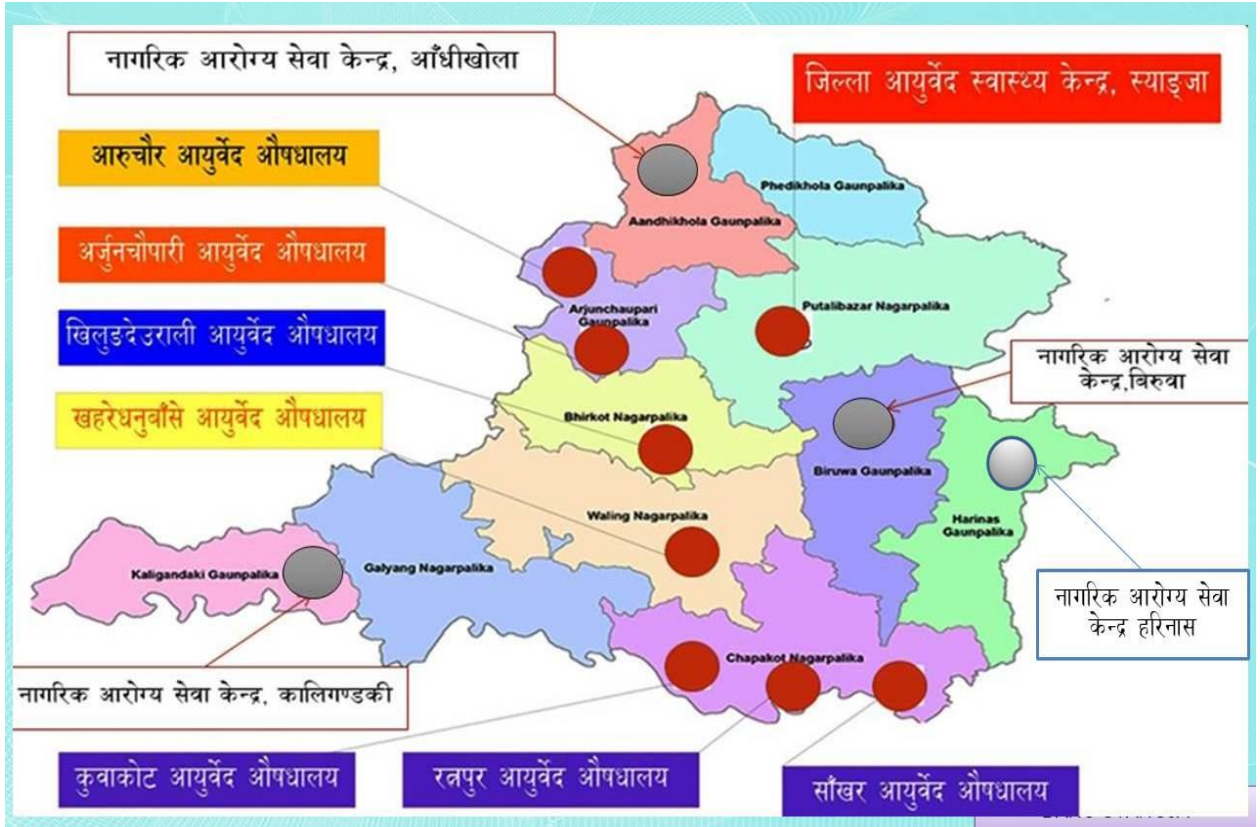 नागरिक आरोग्य सेवा केन्द्र, आँधीखोला
जिल्ला आयुर्वेद स्वास्थ्य केन्द्र, स्याङ्जा
आरुचौर आयुर्वेद औषधालय
Phedikhola Gaunpalika
Aandhikhola Gaunpalika
अर्जुनचौपारी आयुर्वेद औषधालय
Arjunchaupari
Gaunpalika
Putalibazar Nagarpalika
खिलुङदेउराली आयुर्वेद औषधालय
नागरिक आरोग्य सेवा
केन्द्र,बिरुवा
खहरेधनुबाँसे आयुर्वेद औषधालय
Bhirkot Nagarpalika
Biruwa Gaunpalika
Waling Nagarpalika
Harinas
Gaunpalika
Kaligandaki Gaunpalika
Galyang Nagarpalika
नागरिक आरोग्य सेवा
केन्द्र हरिनास
Chapakot Nagarpalika
नागरिक आरोग्य सेवा केन्द्र, कालिगण्डकी
कुवाकोट आयुर्वेद औषधालय
रत्नपुर आयुर्वेद औषधालय
साँखर आयुर्वेद औषधालय